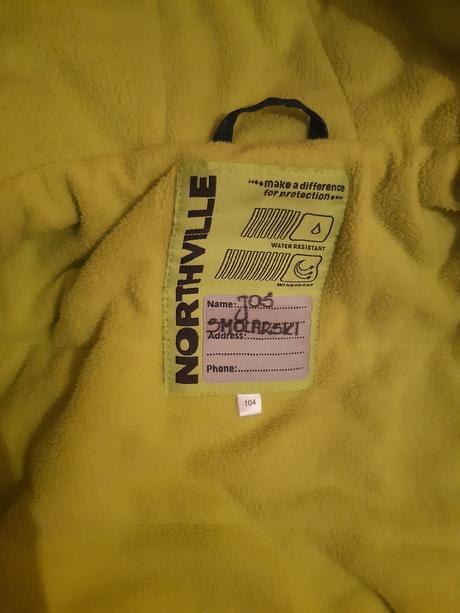 NORTHVILLE
••••make a difference
for protection••••
WATER RESISTANT
WINDPROOF
Name: JOS
SMOLARSKI
Address:
Phone:
104